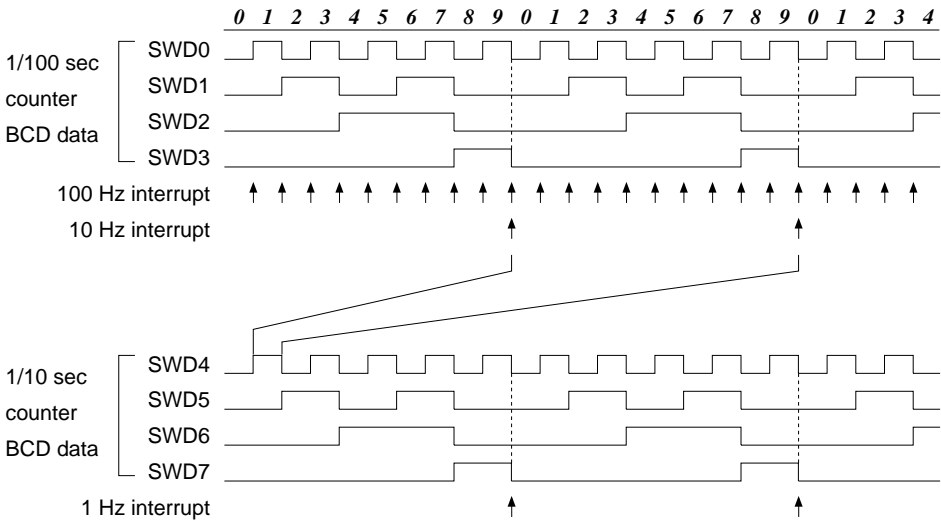 0 1 2 3 4 5 6 7 8 9 0 1 2 3 4 5 6 7 8 9 0 1 2 3 4
1/100 sec
counter
BCD data
SWD0
SWD1
SWD2
SWD3
100 Hz interrupt
10 Hz interrupt
1/10 sec
counter
BCD data
SWD4
SWD5
SWD6
SWD7
1 Hz interrupt